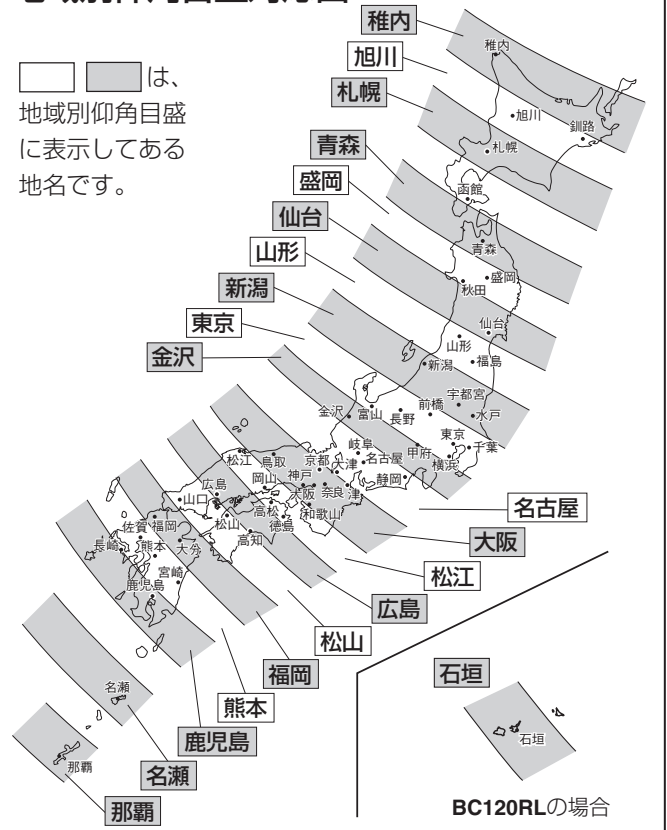 は、
地域別仰角目盛
に表示してある
地名です。
稚内
旭川
札幌
青森
盛岡
仙台
山形
新潟
東京
金沢
稚内
旭川
釧路
札幌
函館
青森
盛岡
秋田
仙台
山形
福島
新潟
宇都宮
前橋
水戸
金沢
富山
長野
東京
千葉
甲府
横浜
岐阜
名古屋
静岡
松江
鳥取
京都
大津
岡山
神戸
大阪
奈良
津
広島
山口
高松
和歌山
徳島
松山
高知
佐賀
福岡
長崎
熊本
大分
宮崎
鹿児島
名瀬
那覇
名古屋
大阪
松江
広島
松山
福岡
熊本
鹿児島
名瀬
那覇
石垣
石垣
BC120RLの場合